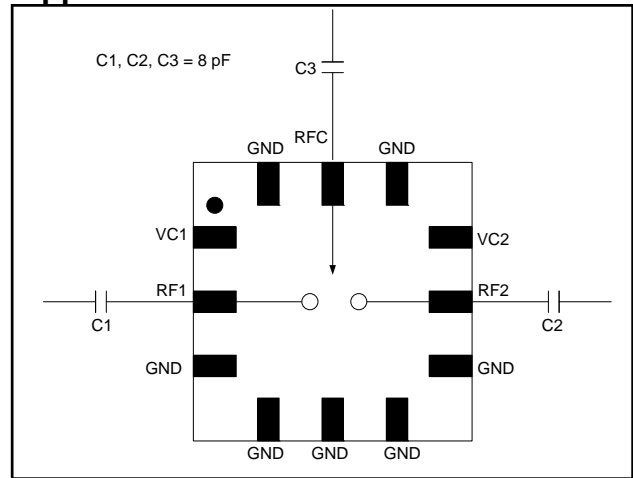 C1, C2, C3 = 8 pF
C3
RFC
GND
GND
VC1
VC2
RF1
RF2
C1
C2
GND
GND
GND
GND
GND